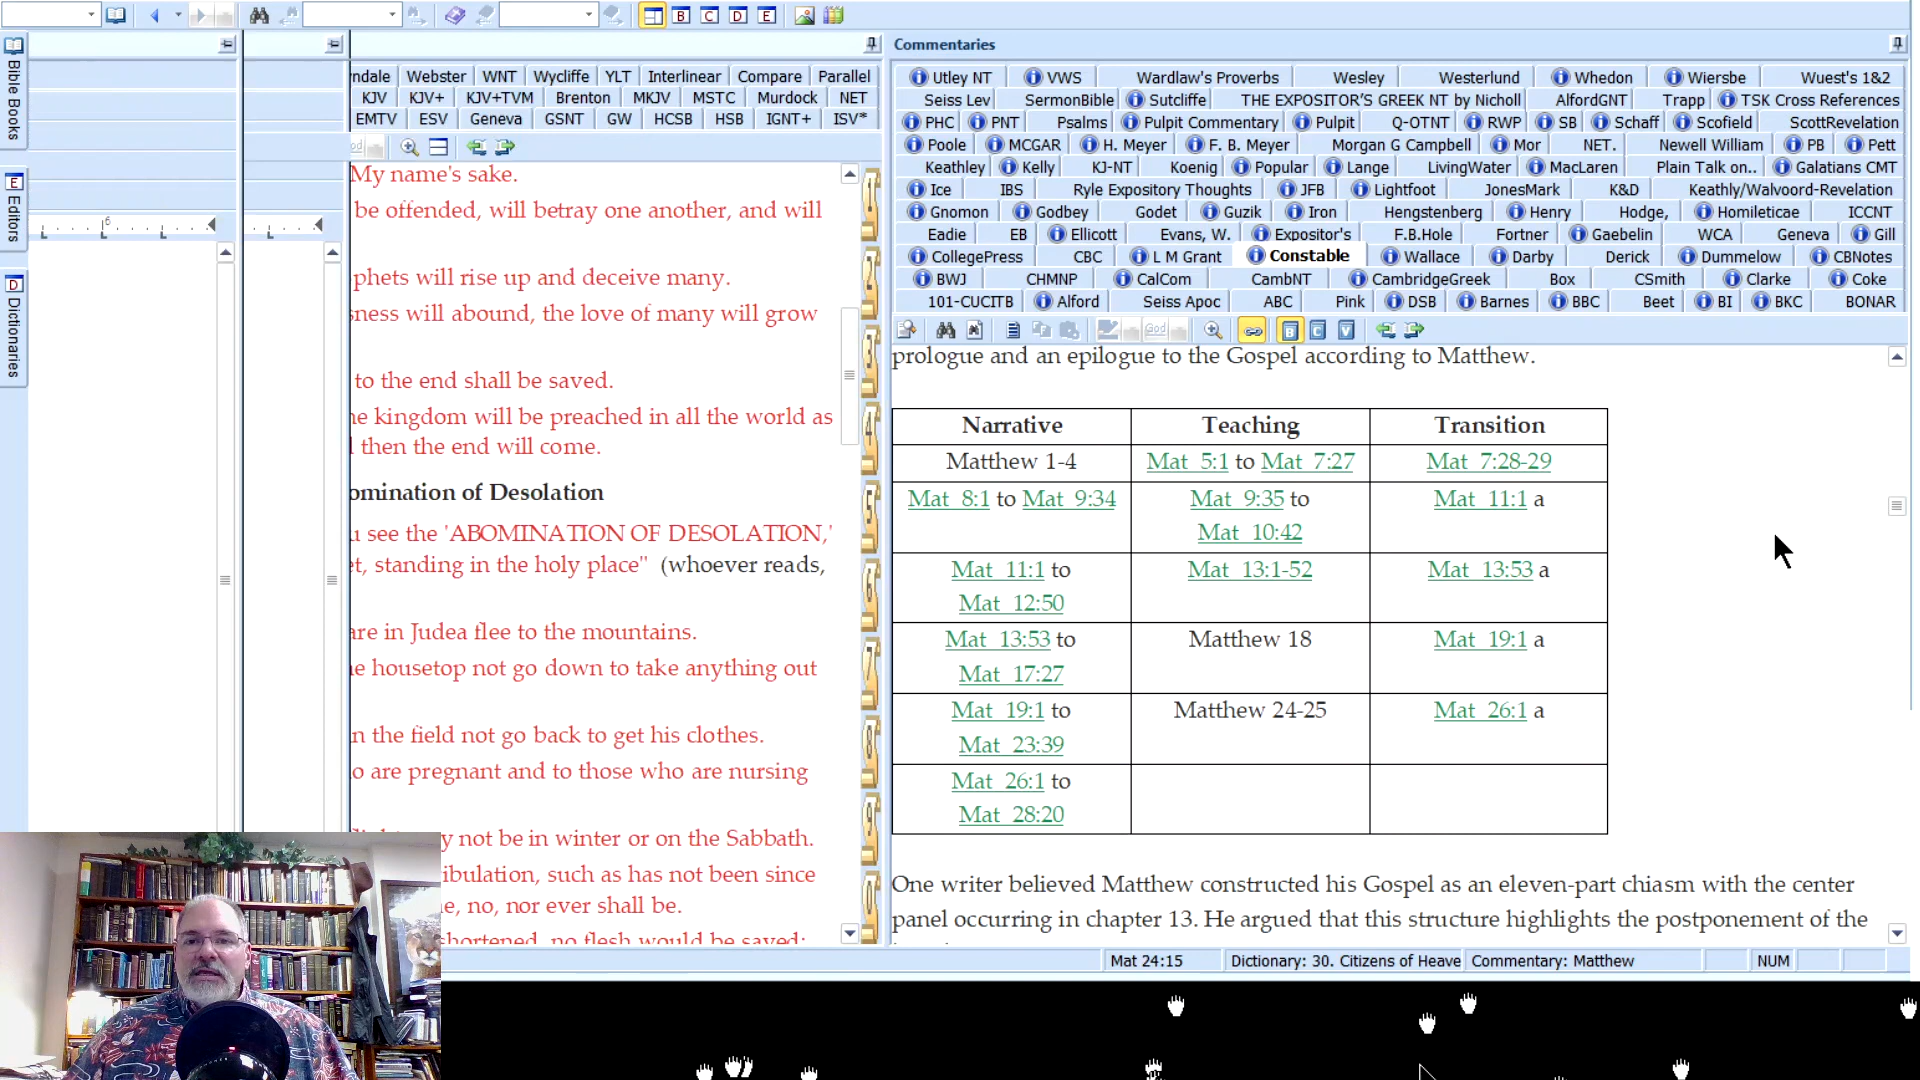 B C D E
Commentaries
Bible Books
Editors
Dictionaries
6
ndale Webster WNT Wycliffe YLT Interlinear Compare Parallel
KJV KJV+ KJV+TVM Brenton MKJV MSTC Murdock NET
EMTV ESV Geneva GSNT GW HCSB HSB IGNT+ ISV*
My name's sake.
be offended, will betray one another, and will
phets will rise up and deceive many.
sness will abound, the love of many will grow
to the end shall be saved.
he kingdom will be preached in all the world as
then the end will come.
omination of Desolation
u see the 'ABOMINATION OF DESOLATION,'
et, standing in the holy place" (whoever reads,
are in Judea flee to the mountains.
he housetop not go down to take anything out
in the field not go back to get his clothes.
o are pregnant and to those who are nursing
y not be in winter or on the Sabbath.
ibulation, such as has not been since
e, no, nor ever shall be.
shortened, no flesh would be saved;
Utley NT VWS Wardlaw's Proverbs Wesley Westerlund Whedon Wiersbe Wuest's 1&2
Seiss Lev SermonBible Sutcliffe THE EXPOSITOR'S GREEK NT by Nicholl AlfordGNT Trapp TSK Cross References
PHC PNT Psalms Pulpit Commentary Pulpit Q-OTNT RWP SB Schaff Scofield ScottRevelation
Poole MCGAR H. Meyer F. B. Meyer Morgan G Campbell Mor NET. Newell William PB Pett
Keathley Kelly KJ-NT Koenig Popular Lange LivingWater MacLaren Plain Talk on.. Galatians CMT
Ice IBS Ryle Expository Thoughts JFB Lightfoot JonesMark K&D Keathly/Walvoord-Revelation
Gnomon Godbey Godet Guzik Iron Hengstenberg Henry Hodge, Homileticae ICCNT
Eadie EB Ellicott Evans, W. Expositor's F.B.Hole Fortner Gaebelin WCA Geneva Gill
CollegePress CBC L M Grant Constable Wallace Darby Derick Dummelow CBNotes
BWJ CHMNP CalCom CambNT CambridgeGreek Box CSmith Clarke Coke
101-CUCITB Alford Seiss Apoc ABC Pink DSB Barnes BBC Beet BI BKC BONAR
God B C V
prologue and an epilogue to the Gospel according to Matthew.
Narrative Teaching Transition
Matthew 1-4 Mat 5:1 to Mat 7:27 Mat 7:28-29
Mat 8:1 to Mat 9:34 Mat 9:35 to Mat 11:1 a
Mat 10:42
Mat 11:1 to Mat 13:1-52 Mat 13:53 a
Mat 12:50
Mat 13:53 to Matthew 18 Mat 19:1 a
Mat 17:27
Mat 19:1 to Matthew 24-25 Mat 26:1 a
Mat 23:39
Mat 26:1 to
Mat 28:20
One writer believed Matthew constructed his Gospel as an eleven-part chiasm with the center
panel occurring in chapter 13. He argued that this structure highlights the postponement of the
Mat 24:15 Dictionary: 30. Citizens of Heave Commentary: Matthew NUM